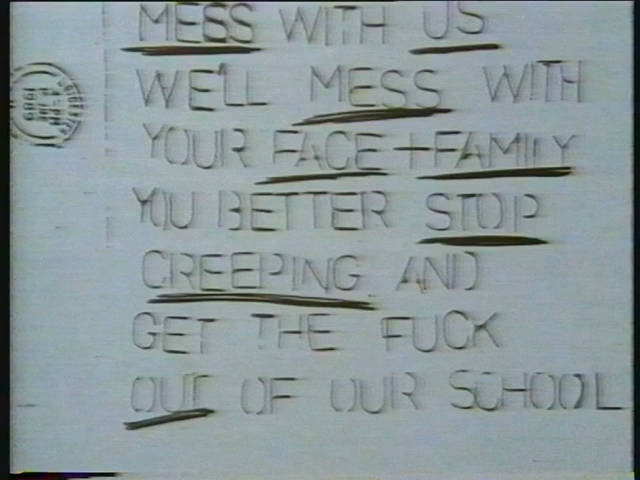 MESS WITH US
WE'LL MESS WITH
YOUR FACE + FAMILY
YOU BETTER STOP
CREEPING AND
GET THE FUCK
OUT OF OUR SCHOOL